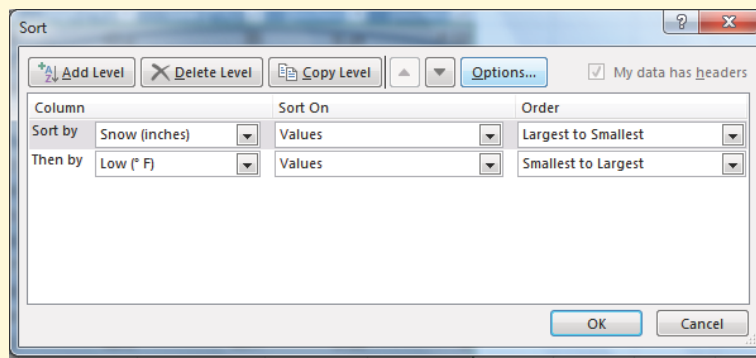 Sort
Add Level Delete Level Copy Level Options... My data has headers
Column Sort On Order
Sort by Snow (inches) Values Largest to Smallest
Then by Low (° F) Values Smallest to Largest
OK Cancel